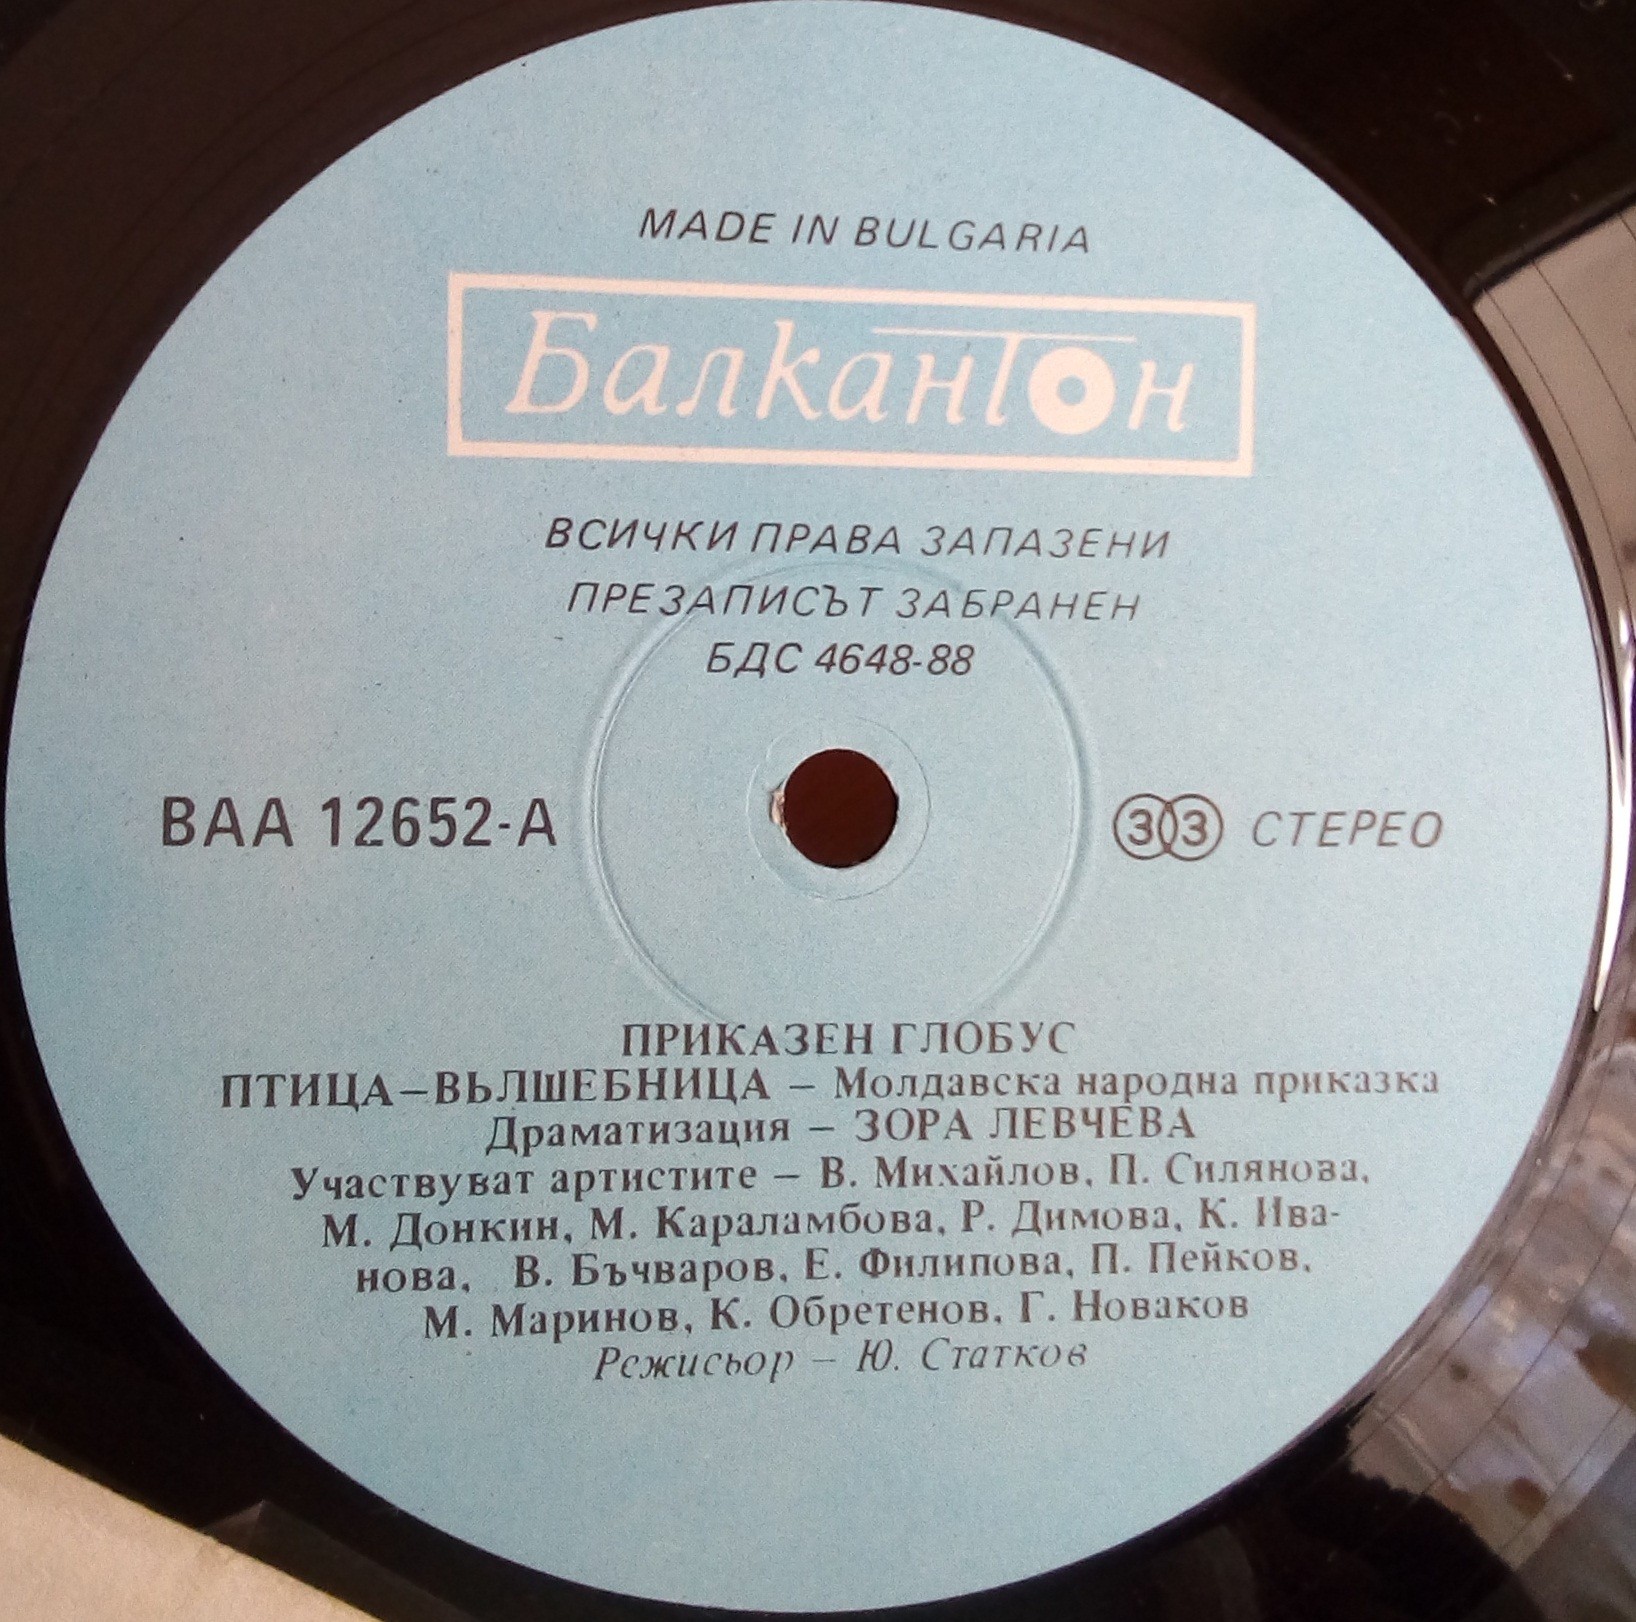 MADE IN BULGARIA
Балкантон
ВСИЧКИ ПРАВА ЗАПАЗЕНИ
ПРЕЗАПИСЪТ ЗАБРАНЕН
БДС 4648-88
ВАА 12652-А
33 СТЕРЕО
ПРИКАЗЕН ГЛОБУС
ПТИЦА—ВЬЛШЕБНИЦА — Молдавска народна приказка
Драматизация — ЗОРА ЛЕВЧЕВА
Участвуват артистите — В. Михайлов, П. Силянова,
М. Донкин, М. Караламбова, Р. Димова, К. Ива-
нова, В. Бъчваров, Е. Филипова, П. Пейков,
М. Маринов, К. Обретенов, Г. Новаков
Режисьор — Ю. Статков